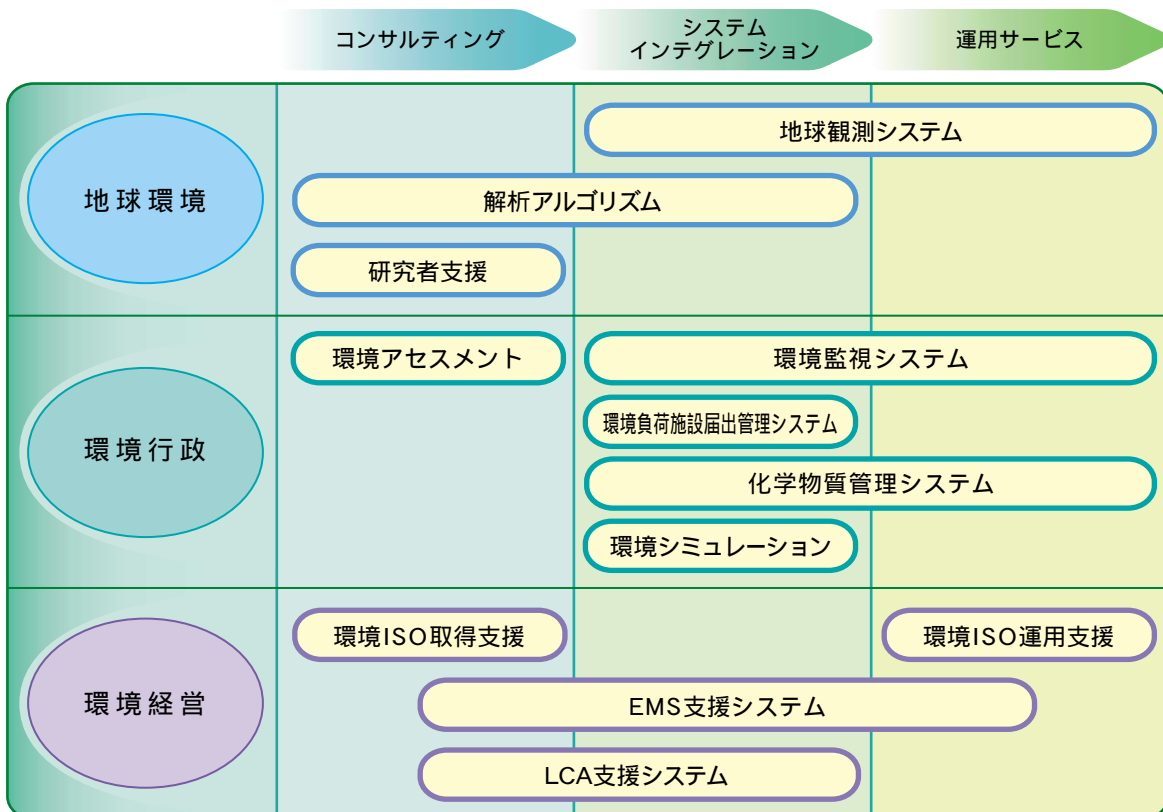 コンサルティング
システム
インテグレーション
運用サービス
地球環境
地球観測システム
解析アルゴリズム
研究者支援
環境行政
環境アセスメント
環境監視システム
環境負荷施設届出管理システム
化学物質管理システム
環境シミュレーション
環境経営
環境ISO取得支援
環境ISO運用支援
EMS支援システム
LCA支援システム